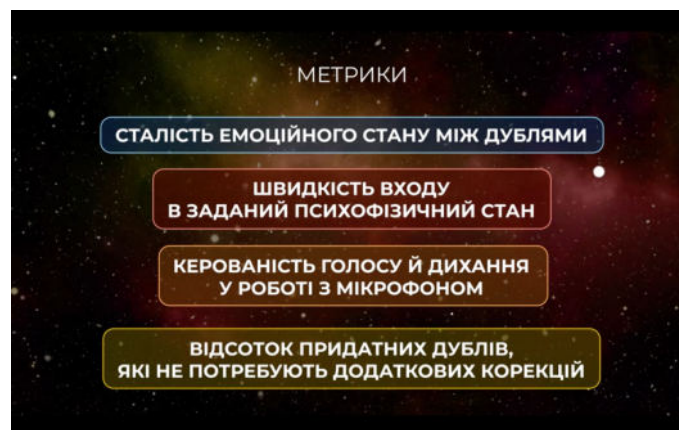 МЕТРИКИ
СТАЛІСТЬ ЕМОЦІЙНОГО СТАНУ МІЖ ДУБЛЯМИ
ШВИДКІСТЬ ВХОДУ
В ЗАДАНИЙ ПСИХОФІЗИЧНИЙ СТАН
КЕРОВАНІСТЬ ГОЛОСУ Й ДИХАННЯ
У РОБОТІ З МІКРОФОНОМ
ВІДСОТОК ПРИДАТНИХ ДУБЛІВ,
ЯКІ НЕ ПОТРЕБУЮТЬ ДОДАТКОВИХ КОРЕКЦІЙ